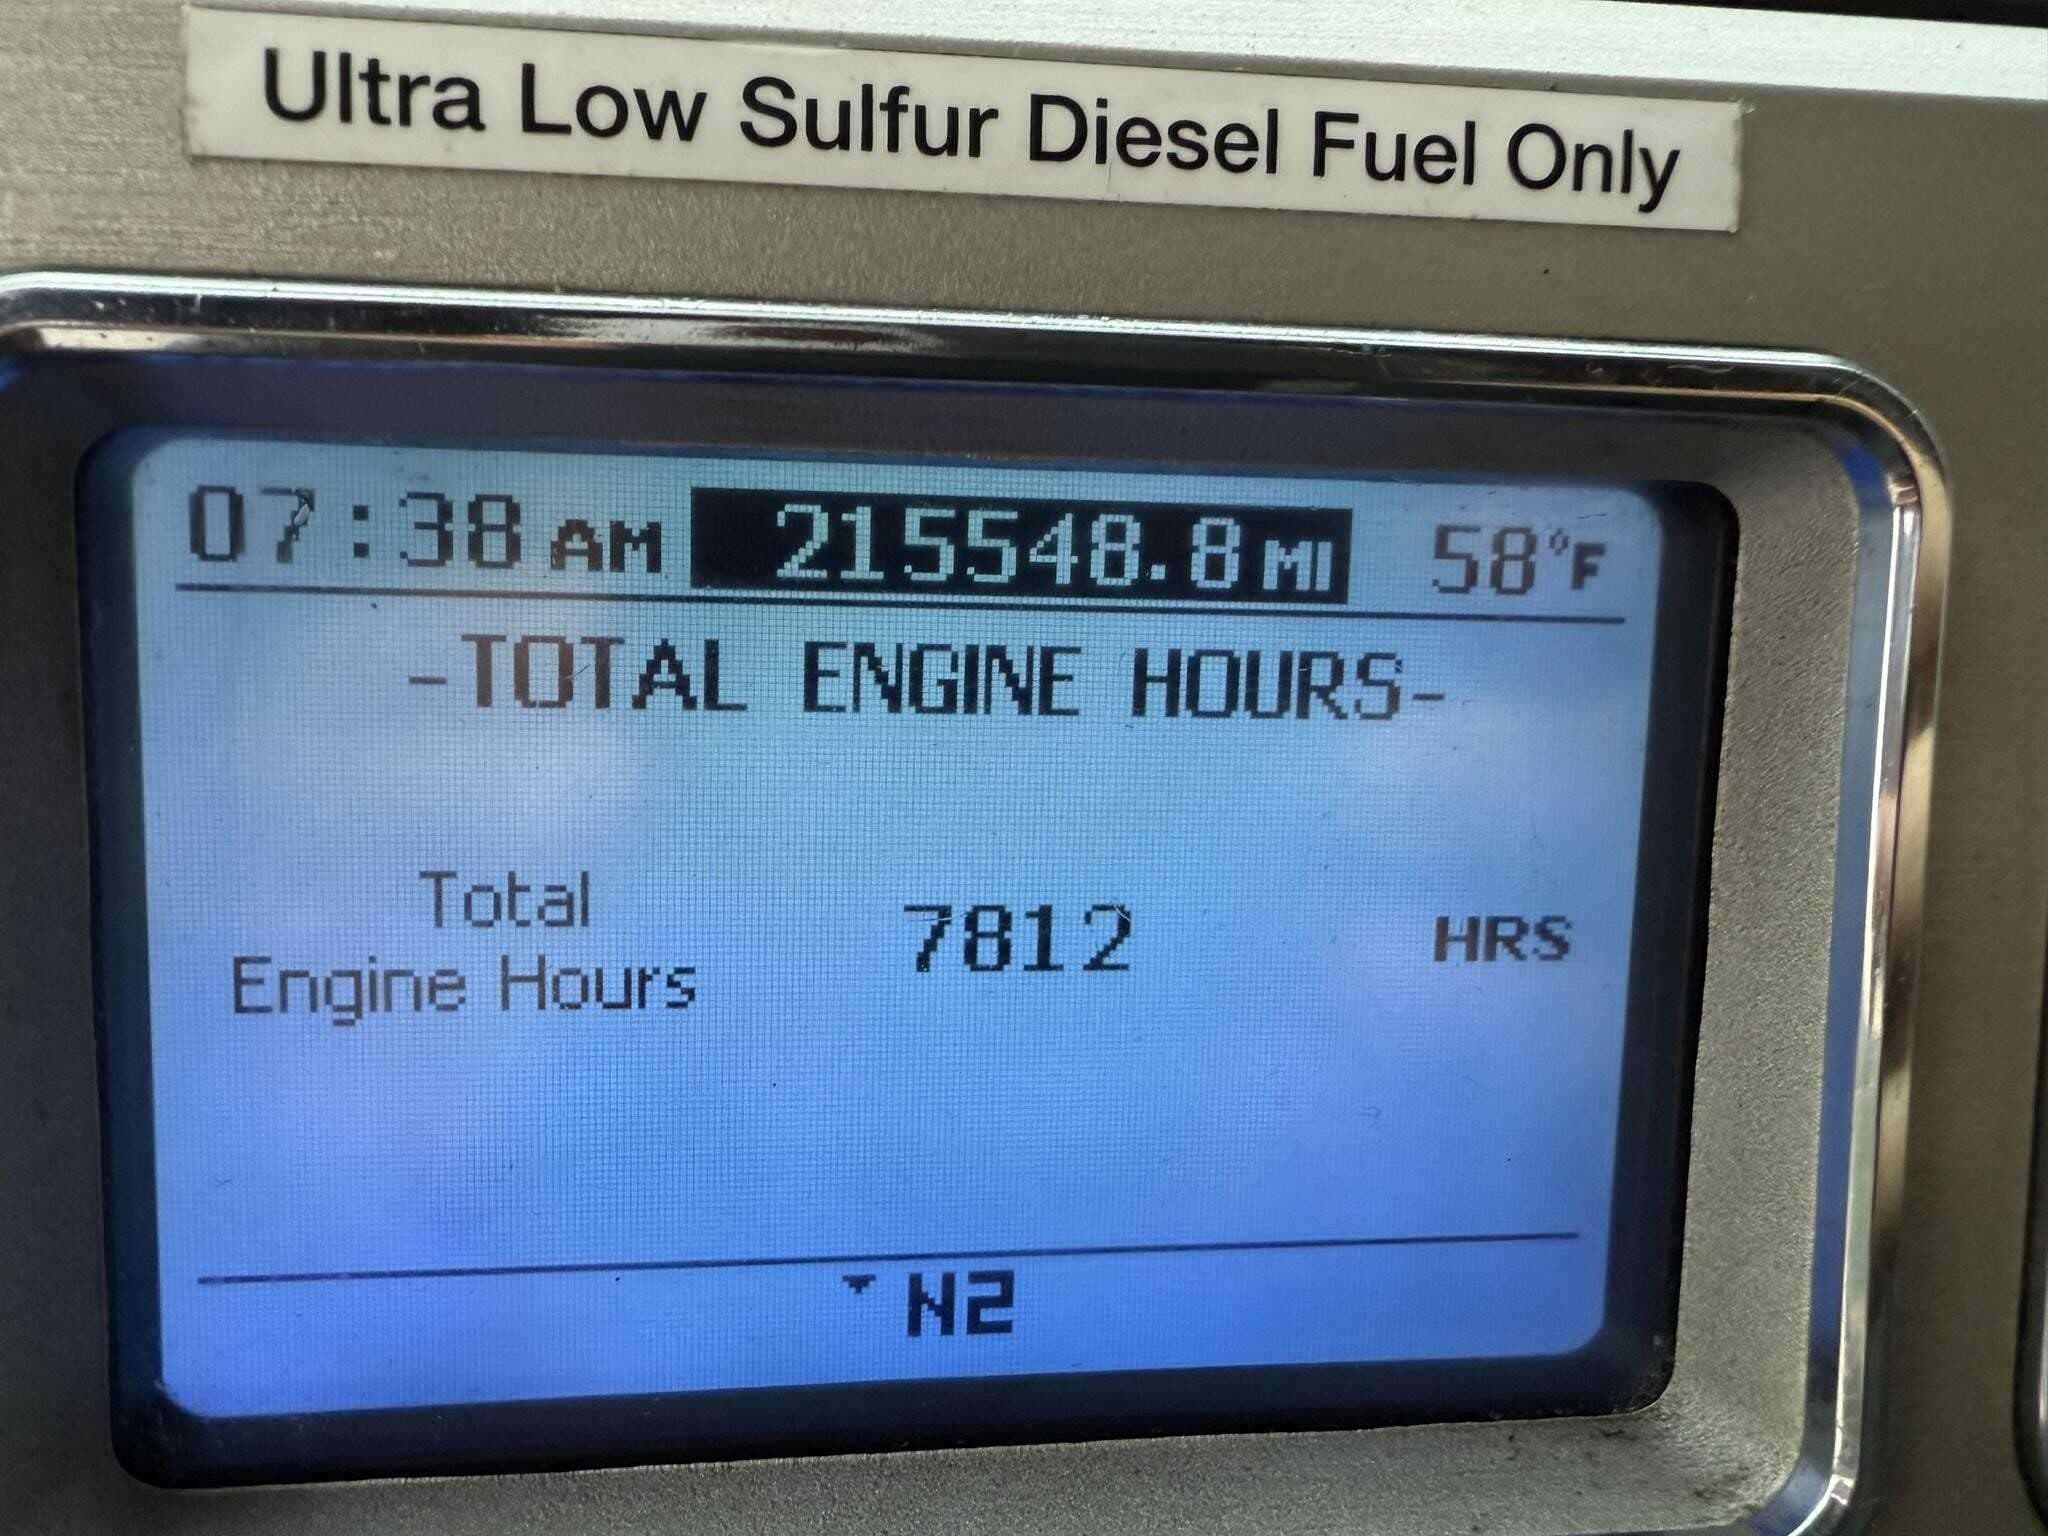 Ultra Low Sulfur Diesel Fuel Only
07:38 AM 215548.8 MI 58°F
-TOTAL ENGINE HOURS-
Total
Engine Hours 7812 HRS
N2